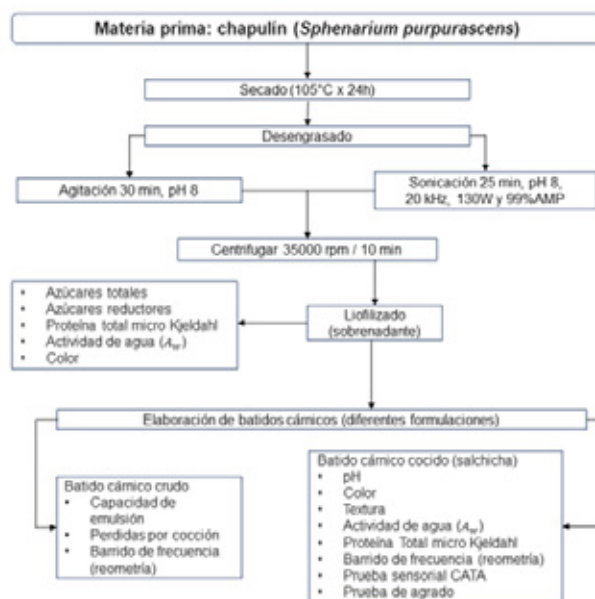 Materia prima: chapulín (Sphenarium purpurascens)
Secado (105°C x 24h)
Desengrasado
Agitación 30 min, pH 8
Sonicación 25 min, pH 8,
20 kHz, 130W y 99%AMP
Centrifugar 35000 rpm / 10 min
• Azúcares totales
• Azúcares reductores
• Proteína total micro Kjeldahl
• Actividad de agua (Aw)
• Color
Liofilizado
(sobrenadante)
Elaboración de batidos cárnicos (diferentes formulaciones)
Batido cárnico crudo
• Capacidad de
emulsión
• Perdidas por cocción
• Barrido de frecuencia
(reometría)
Batido cárnico cocido (salchicha)
• pH
• Color
• Textura
• Actividad de agua (Aw)
• Proteína Total micro Kjeldahl
• Barrido de frecuencia (reometría)
• Prueba sensorial CATA
• Prueba de agrado